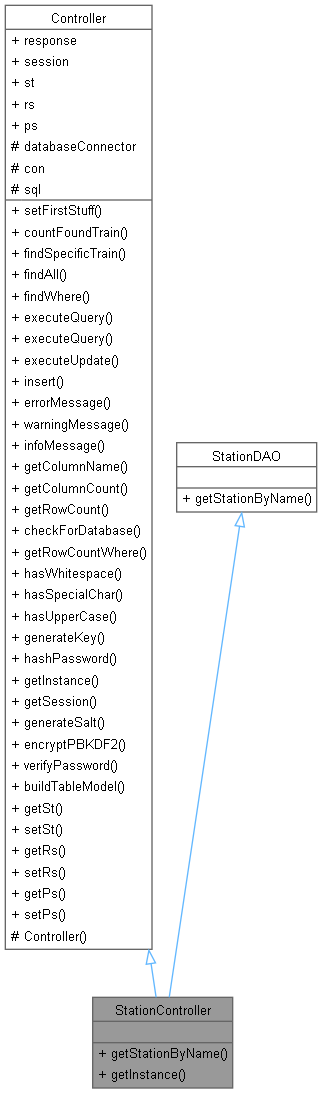 Controller
+ response
+ session
+ st
+ rs
+ ps
# databaseConnector
# con
# sql
+ setFirstStuff()
+ countFoundTrain()
+ findSpecificTrain()
+ findAll()
+ findWhere()
+ executeQuery()
+ executeQuery()
+ executeUpdate()
+ insert()
+ errorMessage()
+ warningMessage()
+ infoMessage()
+ getColumnName()
+ getColumnCount()
+ getRowCount()
+ checkForDatabase()
+ getRowCountWhere()
+ hasWhitespace()
+ hasSpecialChar()
+ hasUpperCase()
+ generateKey()
+ hashPassword()
+ getInstance()
+ getSession()
+ generateSalt()
+ encryptPBKDF2()
+ verifyPassword()
+ buildTableModel()
+ getSt()
+ setSt()
+ getRs()
+ setRs()
+ getPs()
+ setPs()
# Controller()
StationDAO
+ getStationByName()
StationController
+ getStationByName()
+ getInstance()